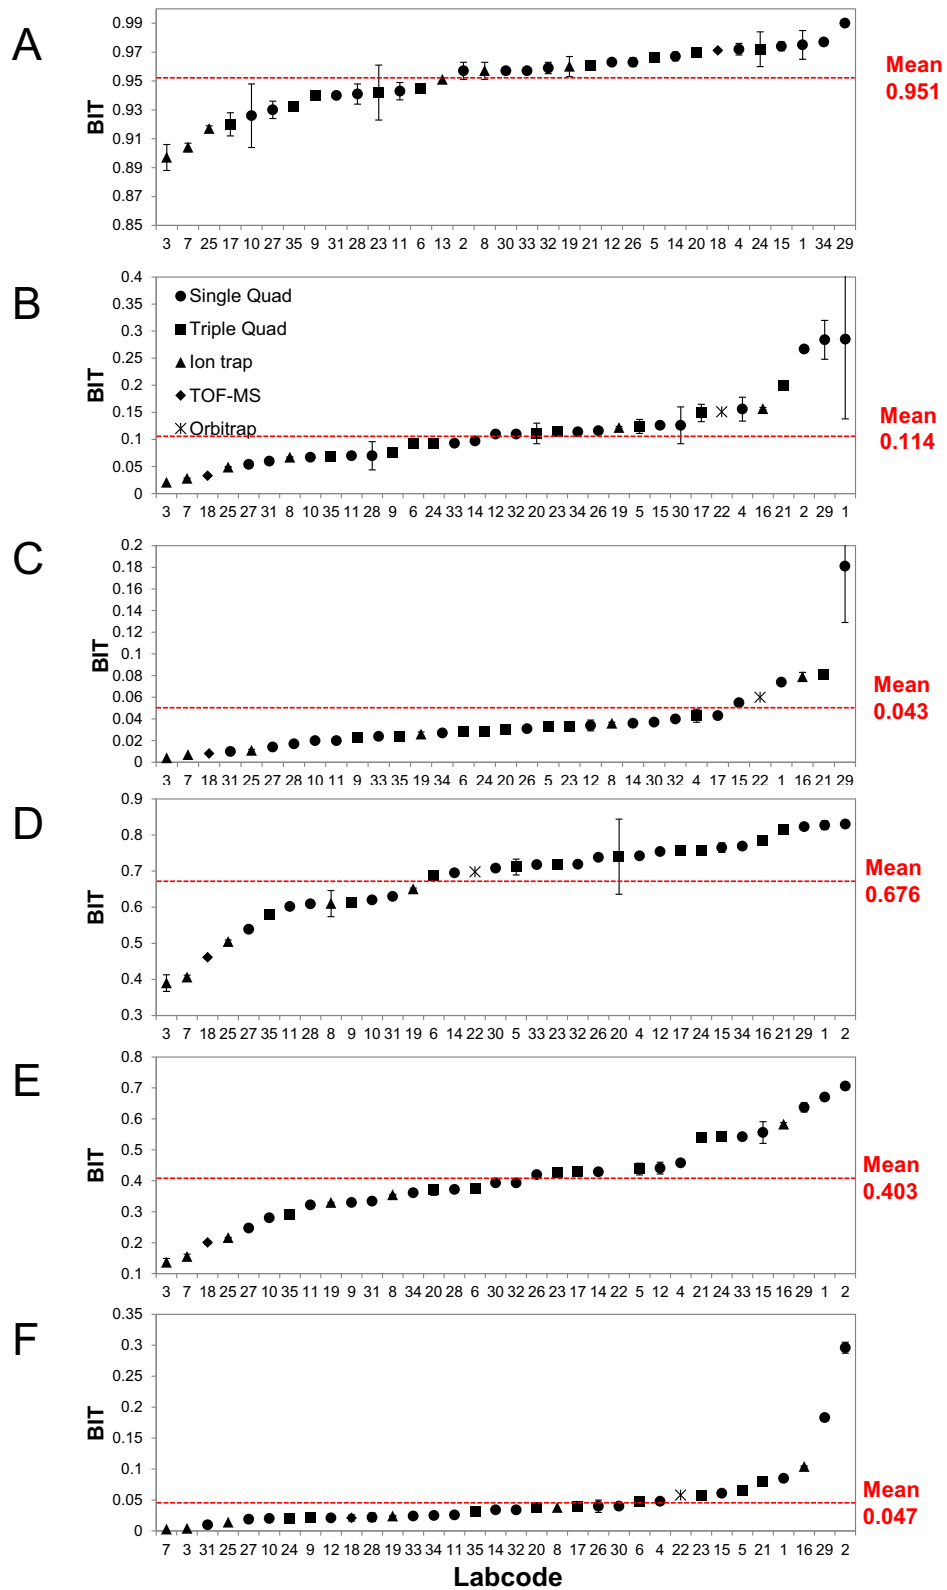 A
0.99
0.97
0.95
0.93
0.91
0.89
0.87
0.85
BIT
Mean
0.951
3 7 25 17 10 27 35 9 31 28 23 11 6 13 2 8 30 33 32 19 21 12 26 5 14 20 18 4 24 15 1 34 29
B
0.4
0.35
0.3
0.25
0.2
0.15
0.1
0.05
0
BIT
Single Quad
Triple Quad
Ion trap
TOF-MS
Orbitrap
Mean
0.114
3 7 18 25 27 31 8 10 35 11 28 9 6 24 33 14 12 32 20 23 34 26 19 5 15 30 17 22 4 16 21 2 29 1
C
0.2
0.18
0.16
0.14
0.12
0.1
0.08
0.06
0.04
0.02
0
BIT
Mean
0.043
3 7 18 31 25 27 28 10 11 9 33 35 19 34 6 24 20 26 5 23 12 8 14 30 32 4 17 15 22 1 16 21 29
D
0.9
0.8
0.7
0.6
0.5
0.4
0.3
BIT
Mean
0.676
3 7 18 25 27 35 11 28 8 9 10 31 19 6 14 22 30 5 33 23 32 26 20 4 12 17 24 15 34 16 21 29 1 2
E
0.8
0.7
0.6
0.5
0.4
0.3
0.2
0.1
BIT
Mean
0.403
3 7 18 25 27 10 35 11 19 9 31 8 34 20 28 6 30 32 26 23 17 14 22 5 12 4 21 24 33 15 16 29 1 2
F
0.35
0.3
0.25
0.2
0.15
0.1
0.05
0
BIT
Mean
0.047
7 3 31 25 27 10 24 9 12 18 28 19 33 34 11 35 14 32 20 8 17 26 30 6 4 22 23 15 5 21 1 16 29 2
Labcode